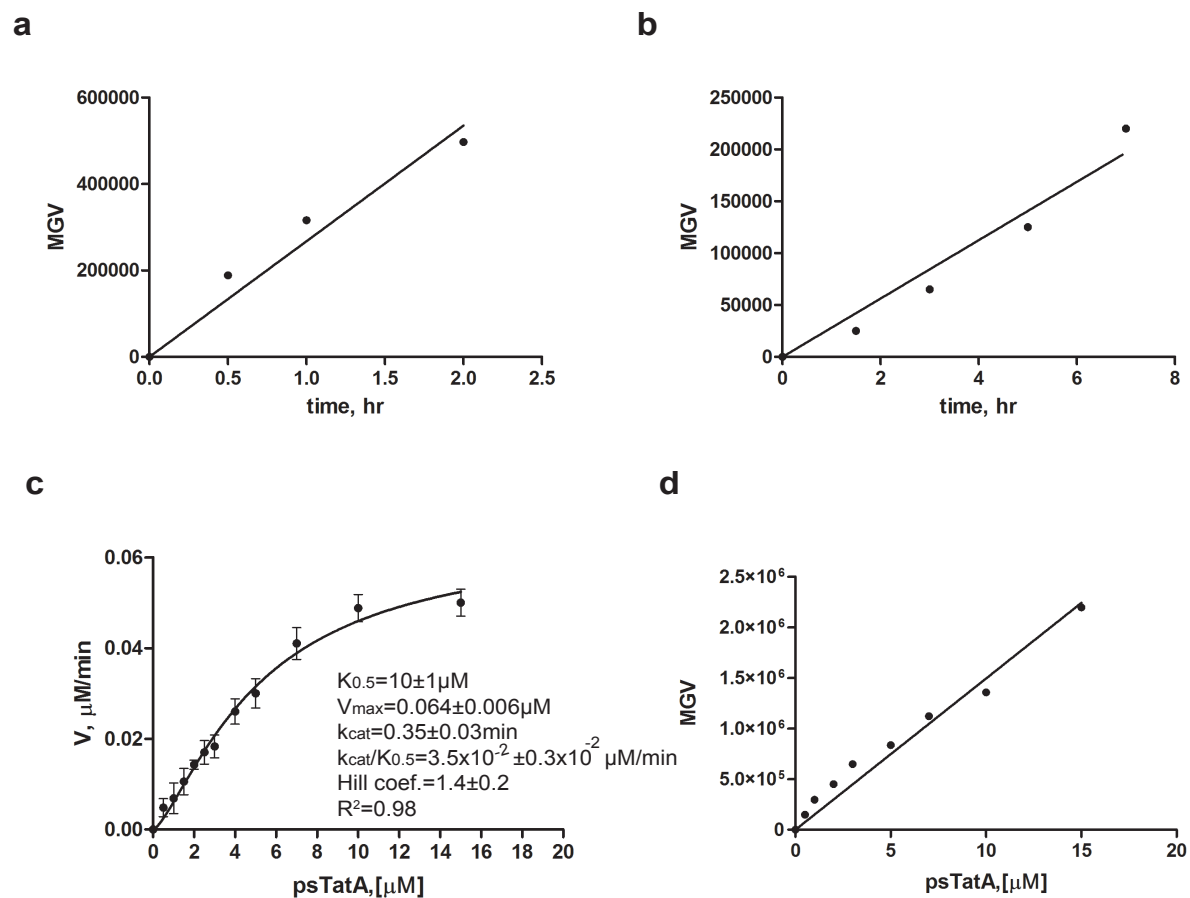 a
600000
400000
200000
0
0.0 0.5 1.0 1.5 2.0 2.5
MGV
time, hr
b
250000
200000
150000
100000
50000
0
0 2 4 6 8
MGV
time, hr
c
0.06
0.04
0.02
0.00
0 2 4 6 8 10 12 14 16 18 20
V, μM/min
psTatA,[μM]
K0.5=10±1μM
Vmax=0.064±0.006μM
kcat=0.35±0.03min
kcat/K0.5=3.5x10⁻² ±0.3x10⁻² μM/min
Hill coef.=1.4±0.2
R²=0.98
d
2.5×10⁶
2.0×10⁶
1.5×10⁶
1.0×10⁶
5.0×10⁵
0
0 5 10 15 20
MGV
psTatA,[μM]